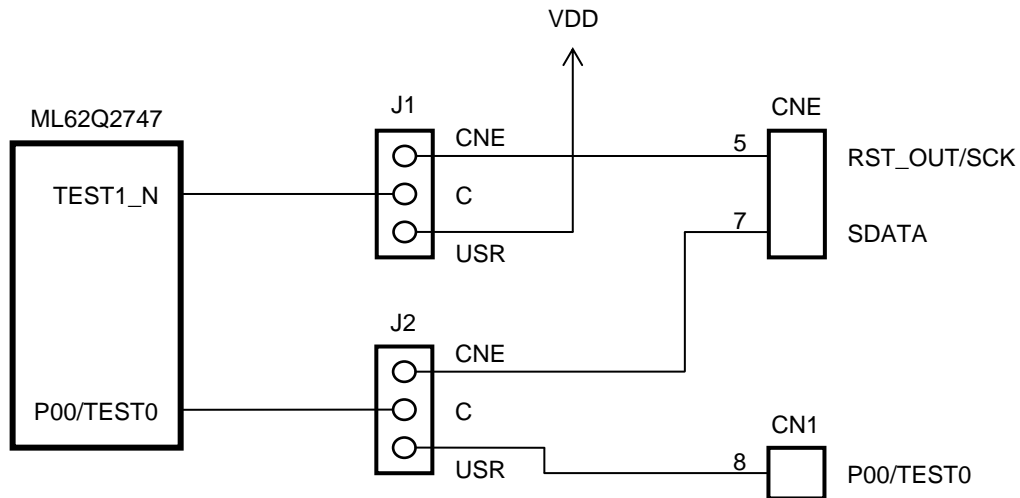 VDD
ML62Q2747
J1
CNE
CNE
5
RST_OUT/SCK
TEST1_N
C
7
SDATA
USR
J2
CNE
P00/TEST0
C
CN1
USR
8
P00/TEST0